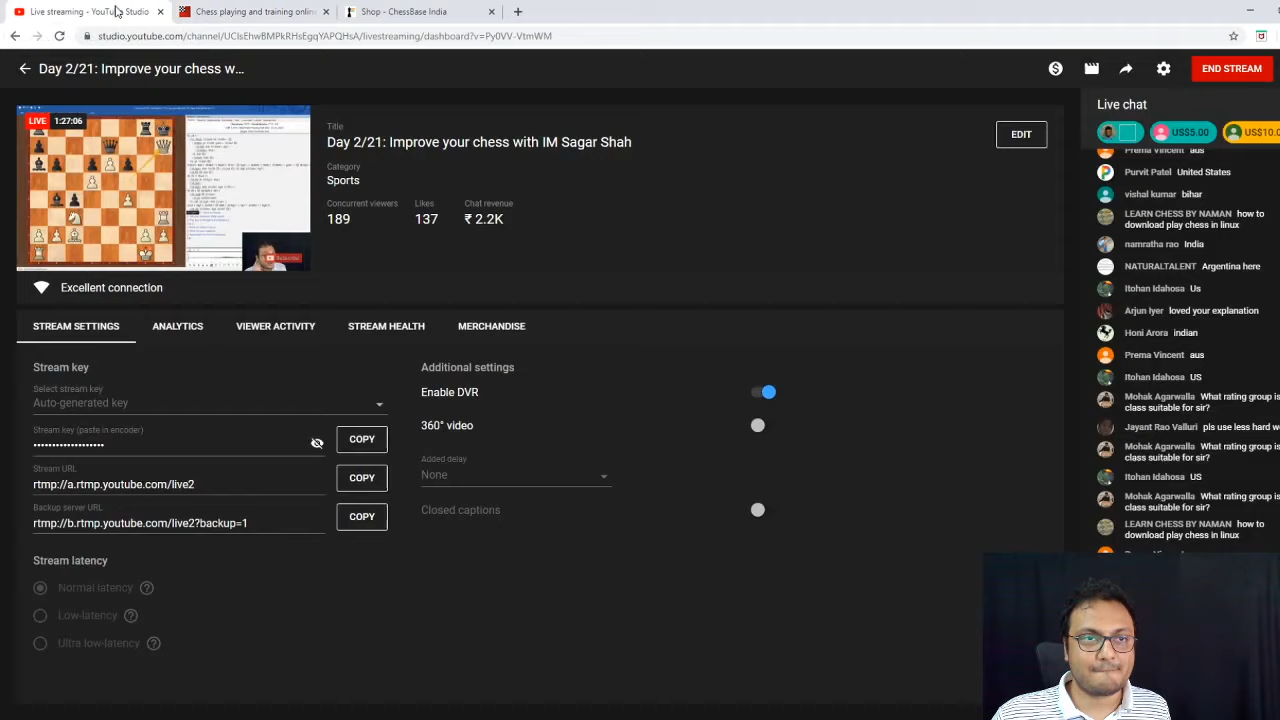 Live streaming - YouTube Studio
Chess playing and training online
Shop - ChessBase India
studio.youtube.com/channel/UClsEhwBMPkRHsEgqYAPQHsA/livestreaming/dashboard?v=Py0VV-VtmWM
Day 2/21: Improve your chess w...
END STREAM
LIVE 1:27:06
Title
Day 2/21: Improve your chess with IM Sagar Shah
EDIT
Category
Sports
Concurrent viewers
189
Likes
137
Chat revenue
Excellent connection
STREAM SETTINGS
ANALYTICS
VIEWER ACTIVITY
STREAM HEALTH
MERCHANDISE
Stream key
Select stream key
Auto-generated key
Stream key (paste in encoder)
••••••••••••••••••
COPY
Stream URL
rtmp://a.rtmp.youtube.com/live2
COPY
Backup server URL
rtmp://b.rtmp.youtube.com/live2?backup=1
COPY
Stream latency
Normal latency
Low-latency
Ultra low-latency
Additional settings
Enable DVR
360° video
Added delay
None
Closed captions
Live chat
US$5.00
US$10.0
Prema Vincent aus
Purvit Patel United States
vishal kumar bihar
LEARN CHESS BY NAMAN how to
download play chess in linux
namratha rao India
NATURALTALENT Argentina here
Itohan Idahosa Us
Arjun Iyer loved your explanation
Honi Arora indian
Prema Vincent aus
Itohan Idahosa US
Mohak Agarwalla What rating group is
class suitable for sir?
Jayant Rao Valluri pls use less hard w
Mohak Agarwalla What rating group is
class suitable for sir?
Itohan Idahosa US
Mohak Agarwalla What rating group is
class suitable for sir?
LEARN CHESS BY NAMAN how to
download play chess in linux